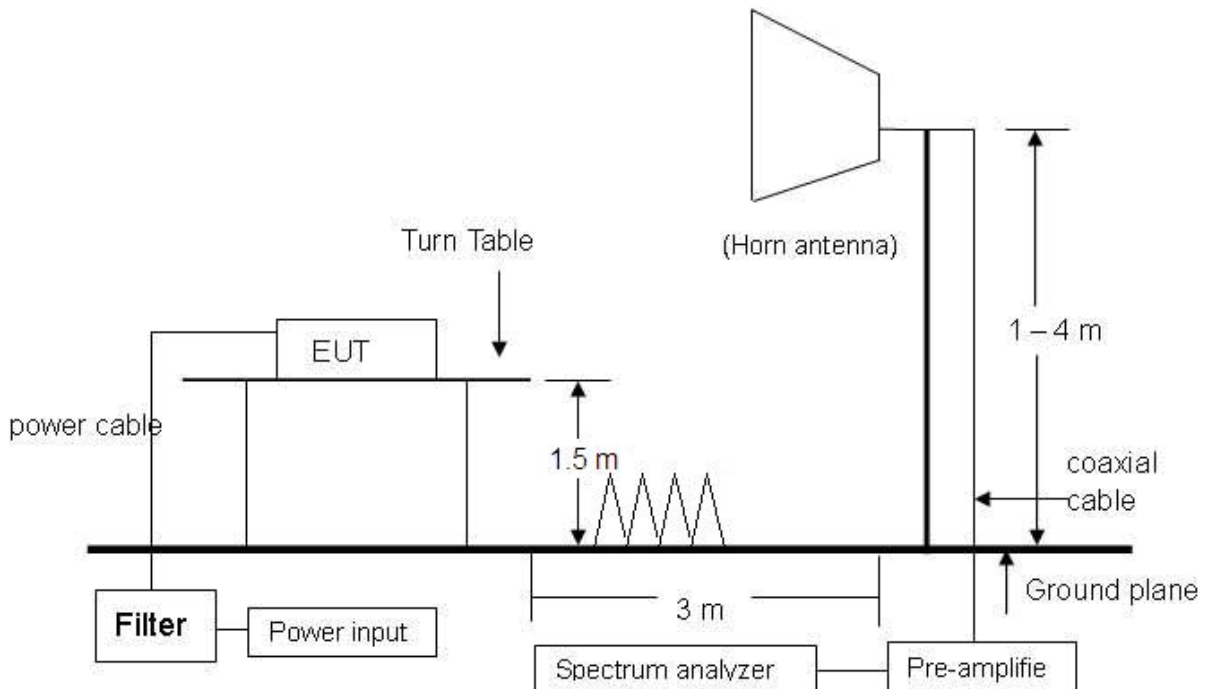 (Horn antenna)
Turn Table
1 – 4 m
EUT
power cable
1.5 m
coaxial
cable
Ground plane
3 m
Filter
Power input
Spectrum analyzer
Pre-amplifie